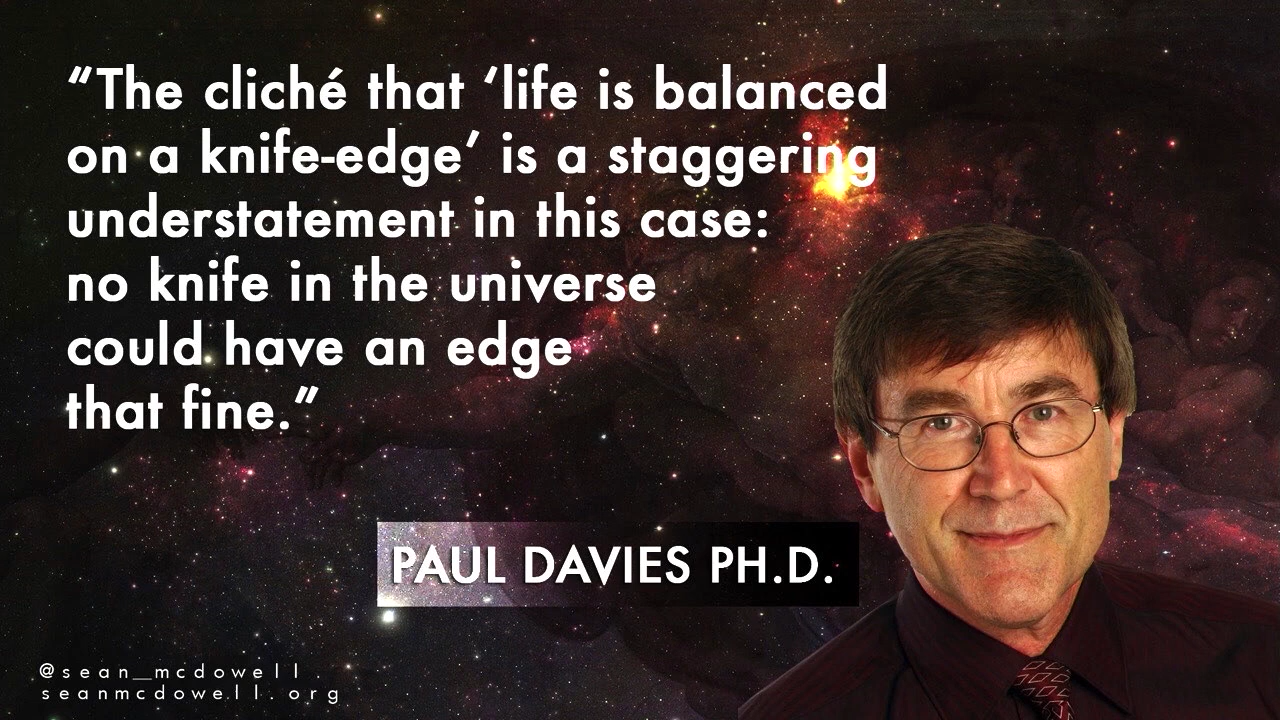 “The cliché that ‘life is balanced
on a knife-edge’ is a staggering
understatement in this case:
no knife in the universe
could have an edge
that fine.”
PAUL DAVIES PH.D.
@sean_mcdowell .
seanmcdowell.org